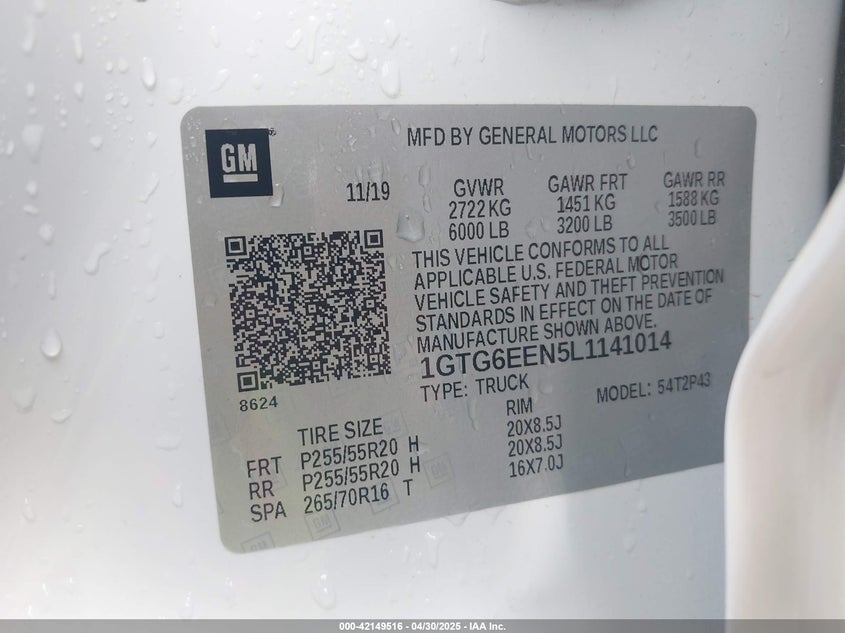 GM
MFD BY GENERAL MOTORS LLC
11/19
GVWR GAWR FRT GAWR RR
2722 KG 1451 KG 1588 KG
6000 LB 3200 LB 3500 LB
THIS VEHICLE CONFORMS TO ALL
APPLICABLE U.S. FEDERAL MOTOR
VEHICLE SAFETY AND THEFT PREVENTION
STANDARDS IN EFFECT ON THE DATE OF
MANUFACTURE SHOWN ABOVE.
1GTG6EEN5L1141014
TYPE: TRUCK MODEL: 54T2P43
8624
TIRE SIZE RIM
FRT P255/55R20 H 20X8.5J
RR P255/55R20 H 20X8.5J
SPA 265/70R16 T 16X7.0J
000-42149516 - 04/30/2025 - IAA Inc.